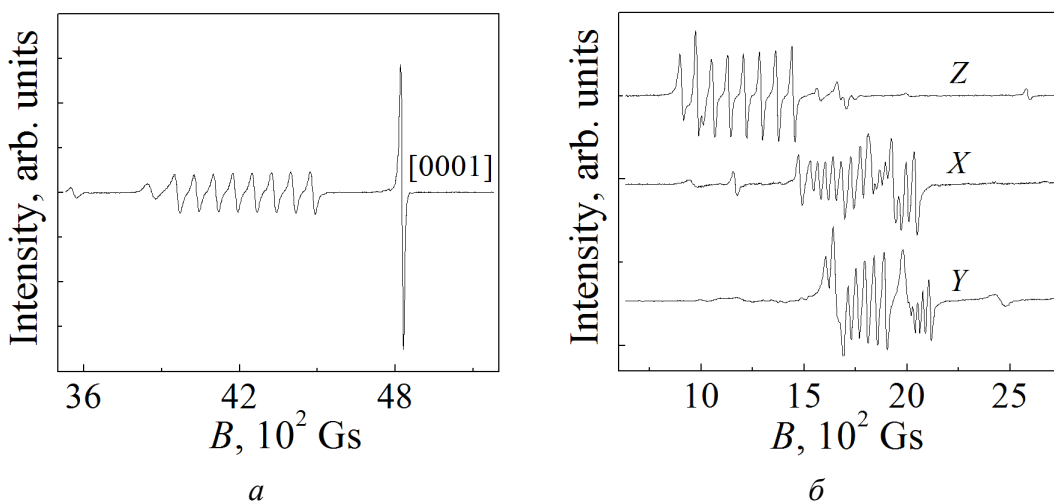 Intensity, arb. units
[0001]
36
42
48
B, 10² Gs
а
Intensity, arb. units
Z
X
Y
10
15
20
25
B, 10² Gs
б